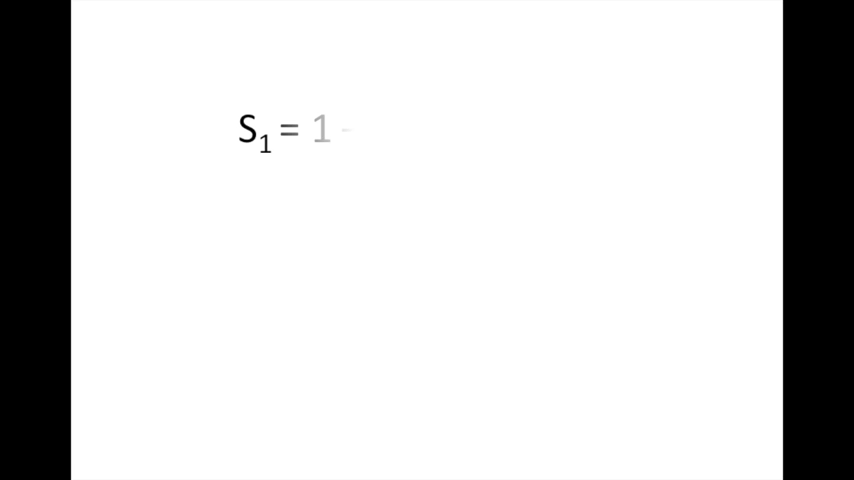 S₁ = 1 -